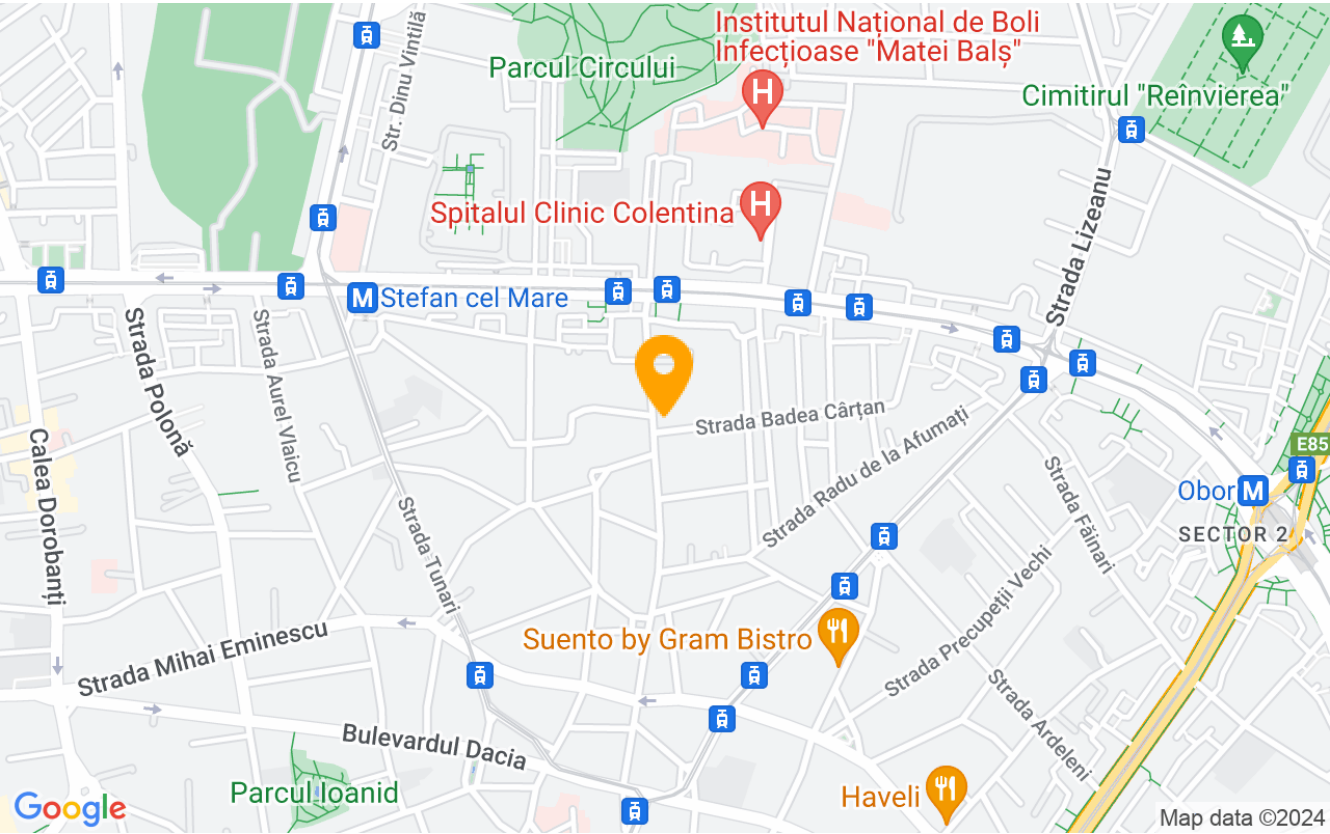 Institutul Național de Boli
Infecțioase "Matei Balș"
H
Str. Dinu Vintilă
Parcul Circului
Cimitirul "Reînvierea"
Spitalul Clinic Colentina
H
Strada Lizeanu
M
Stefan cel Mare
Strada Polonă
Strada Aurel Vlaicu
Calea Dorobanți
Strada Badea Cârțan
Strada Radu de la Afumați
E85
Obor
M
SECTOR 2
Strada Făinari
Strada Tunari
Strada Precupeții Vechi
Strada Mihai Eminescu
Suento by Gram Bistro
Strada Ardeleni
Bulevardul Dacia
Parcul Ioanid
Haveli
Google
Map data ©2024